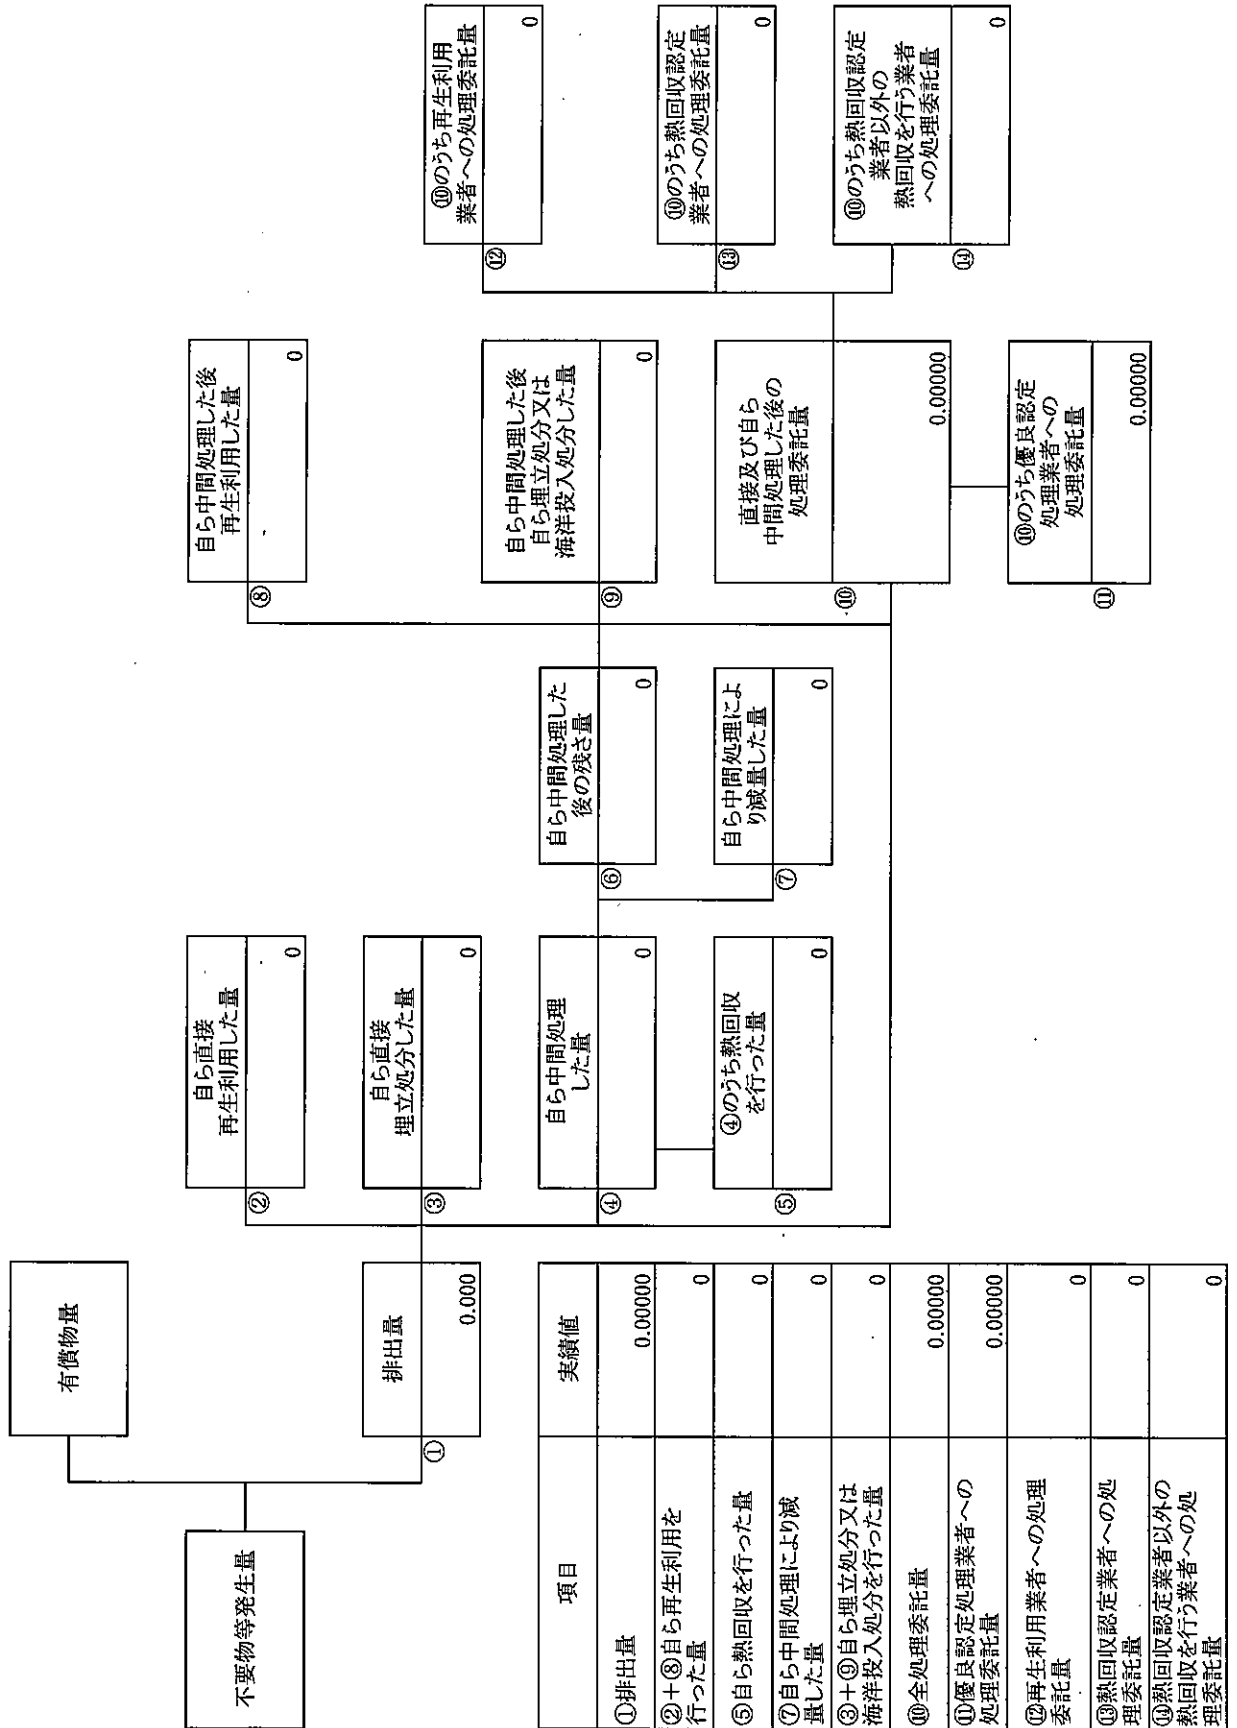 有償物量
不要物等発生量
①
排出量
0.000
②
自ら直接
再生利用した量
0
③
自ら直接
埋立処分した量
0
④
自ら中間処理
した量
0
⑤
④のうち熱回収
を行った量
0
⑥
自ら中間処理した
後の残さ量
0
⑦
自ら中間処理によ
り減量した量
0
⑧
自ら中間処理した後
再生利用した量
0
⑨
自ら中間処理した後
自ら埋立処分又は
海洋投入処分した量
0
⑩
直接及び自ら
中間処理した後の
処理委託量
0.00000
⑪
⑩のうち優良認定
処理業者への
処理委託量
0.00000
⑫
⑩のうち再生利用
業者への処理委託量
0
⑬
⑩のうち熱回収認定
業者への処理委託量
0
⑭
⑩のうち熱回収認定
業者以外の
熱回収を行う業者
への処理委託量
0
項目
実績値
①排出量
0.00000
②+⑧自ら再生利用を
行った量
0
⑤自ら熱回収を行った量
0
⑦自ら中間処理により減
量した量
0
③+⑨自ら埋立処分又は
海洋投入処分を行った量
0
⑩全処理委託量
0.00000
⑪優良認定処理業者への
処理委託量
0.00000
⑫再生利用業者への処理
委託量
0
⑬熱回収認定業者への処
理委託量
0
⑭熱回収認定業者以外の
熱回収を行う業者への処
理委託量
0